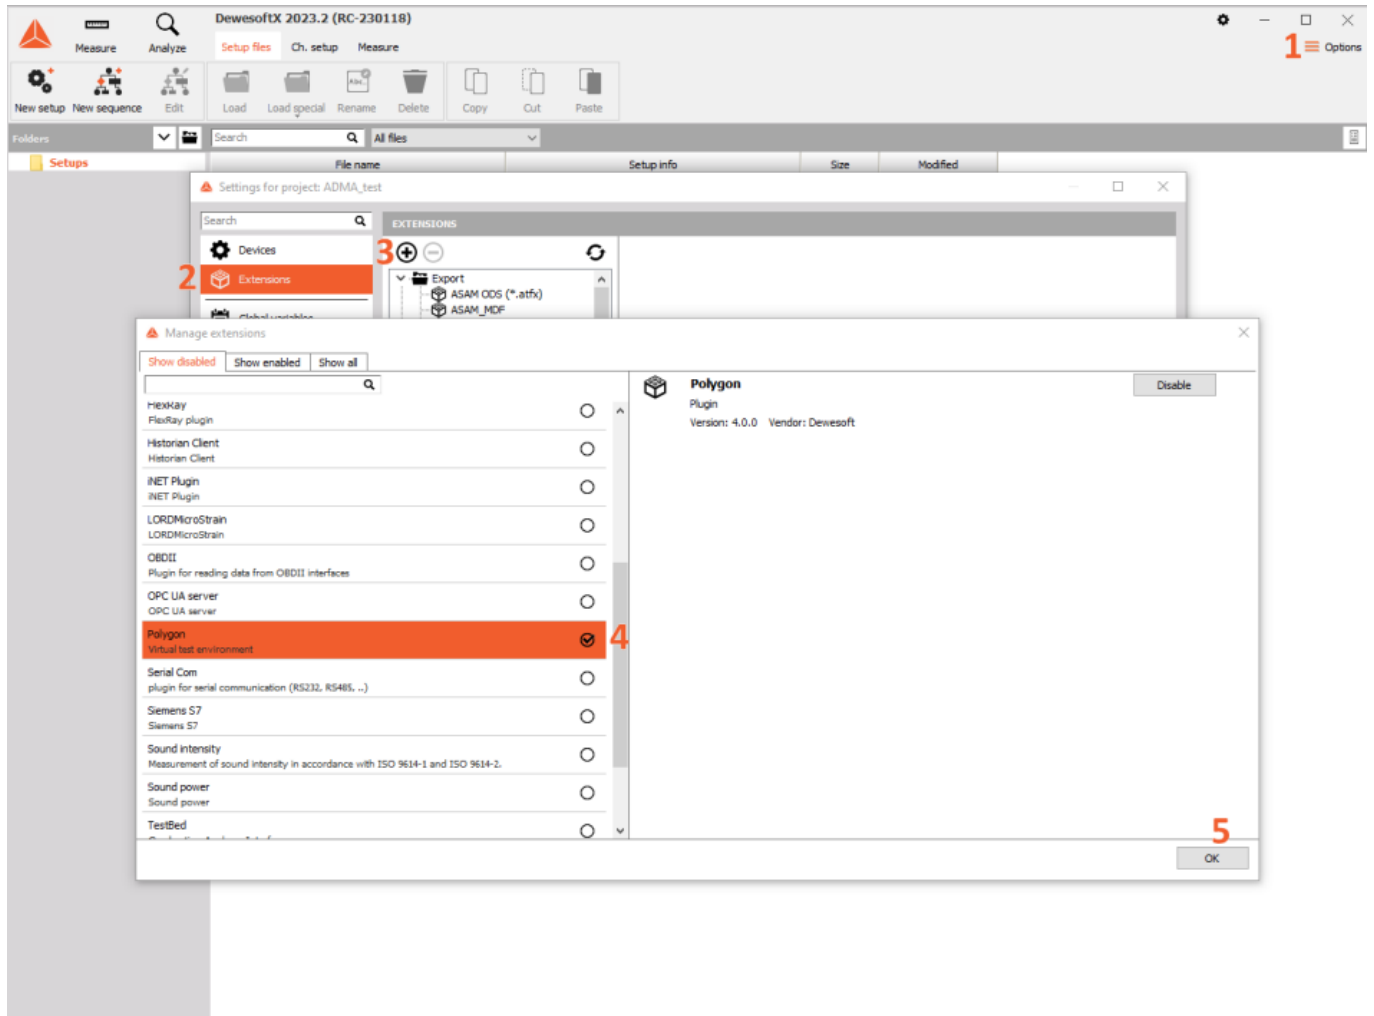 DewesoftX 2023.2 (RC-230118)
Measure
Analyze
Setup files
Ch. setup
Measure
1
Options
New setup
New sequence
Edit
Load
Load special
Rename
Delete
Copy
Cut
Paste
Folders
Search
All files
Setups
File name
Setup info
Size
Modified
Settings for project: ADMA_test
Search
EXTENSIONS
Devices
3
2
Extensions
Export
ASAM ODS (*.atfx)
ASAM_MDF
Global variables
Manage extensions
Show disabled
Show enabled
Show all
FlexRay
FlexRay plugin
Historian Client
Historian Client
iNET Plugin
iNET Plugin
LORDMicroStrain
LORDMicroStrain
OBDII
Plugin for reading data from OBDII interfaces
OPC UA server
OPC UA server
Polygon
Virtual test environment
4
Serial Com
plugin for serial communication (RS232, RS485, ..)
Siemens S7
Siemens S7
Sound intensity
Measurement of sound intensity in accordance with ISO 9614-1 and ISO 9614-2.
Sound power
Sound power
TestBed
Polygon
Disable
Plugin
Version: 4.0.0 Vendor: Dewesoft
5
OK